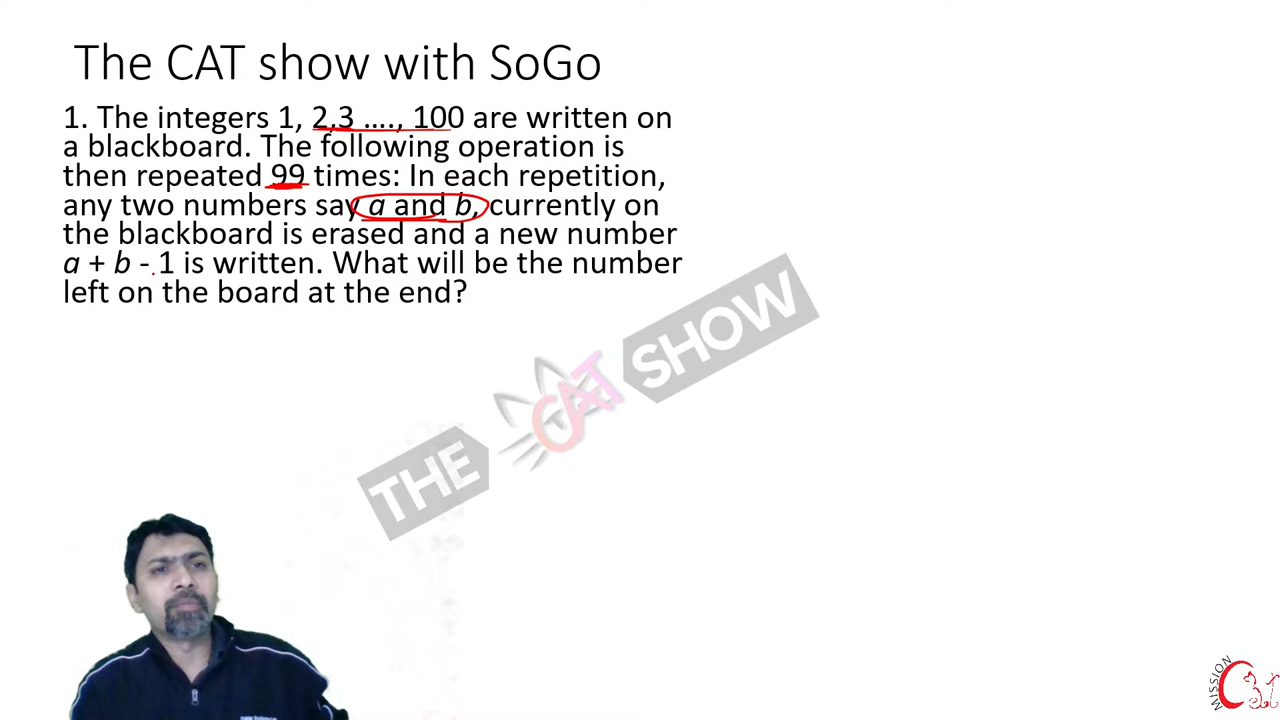 The CAT show with SoGo
1. The integers 1, 2,3 ...., 100 are written on
a blackboard. The following operation is
then repeated 99 times: In each repetition,
any two numbers say a and b, currently on
the blackboard is erased and a new number
a + b - 1 is written. What will be the number
left on the board at the end?
THE CAT SHOW
MISSION
CAT